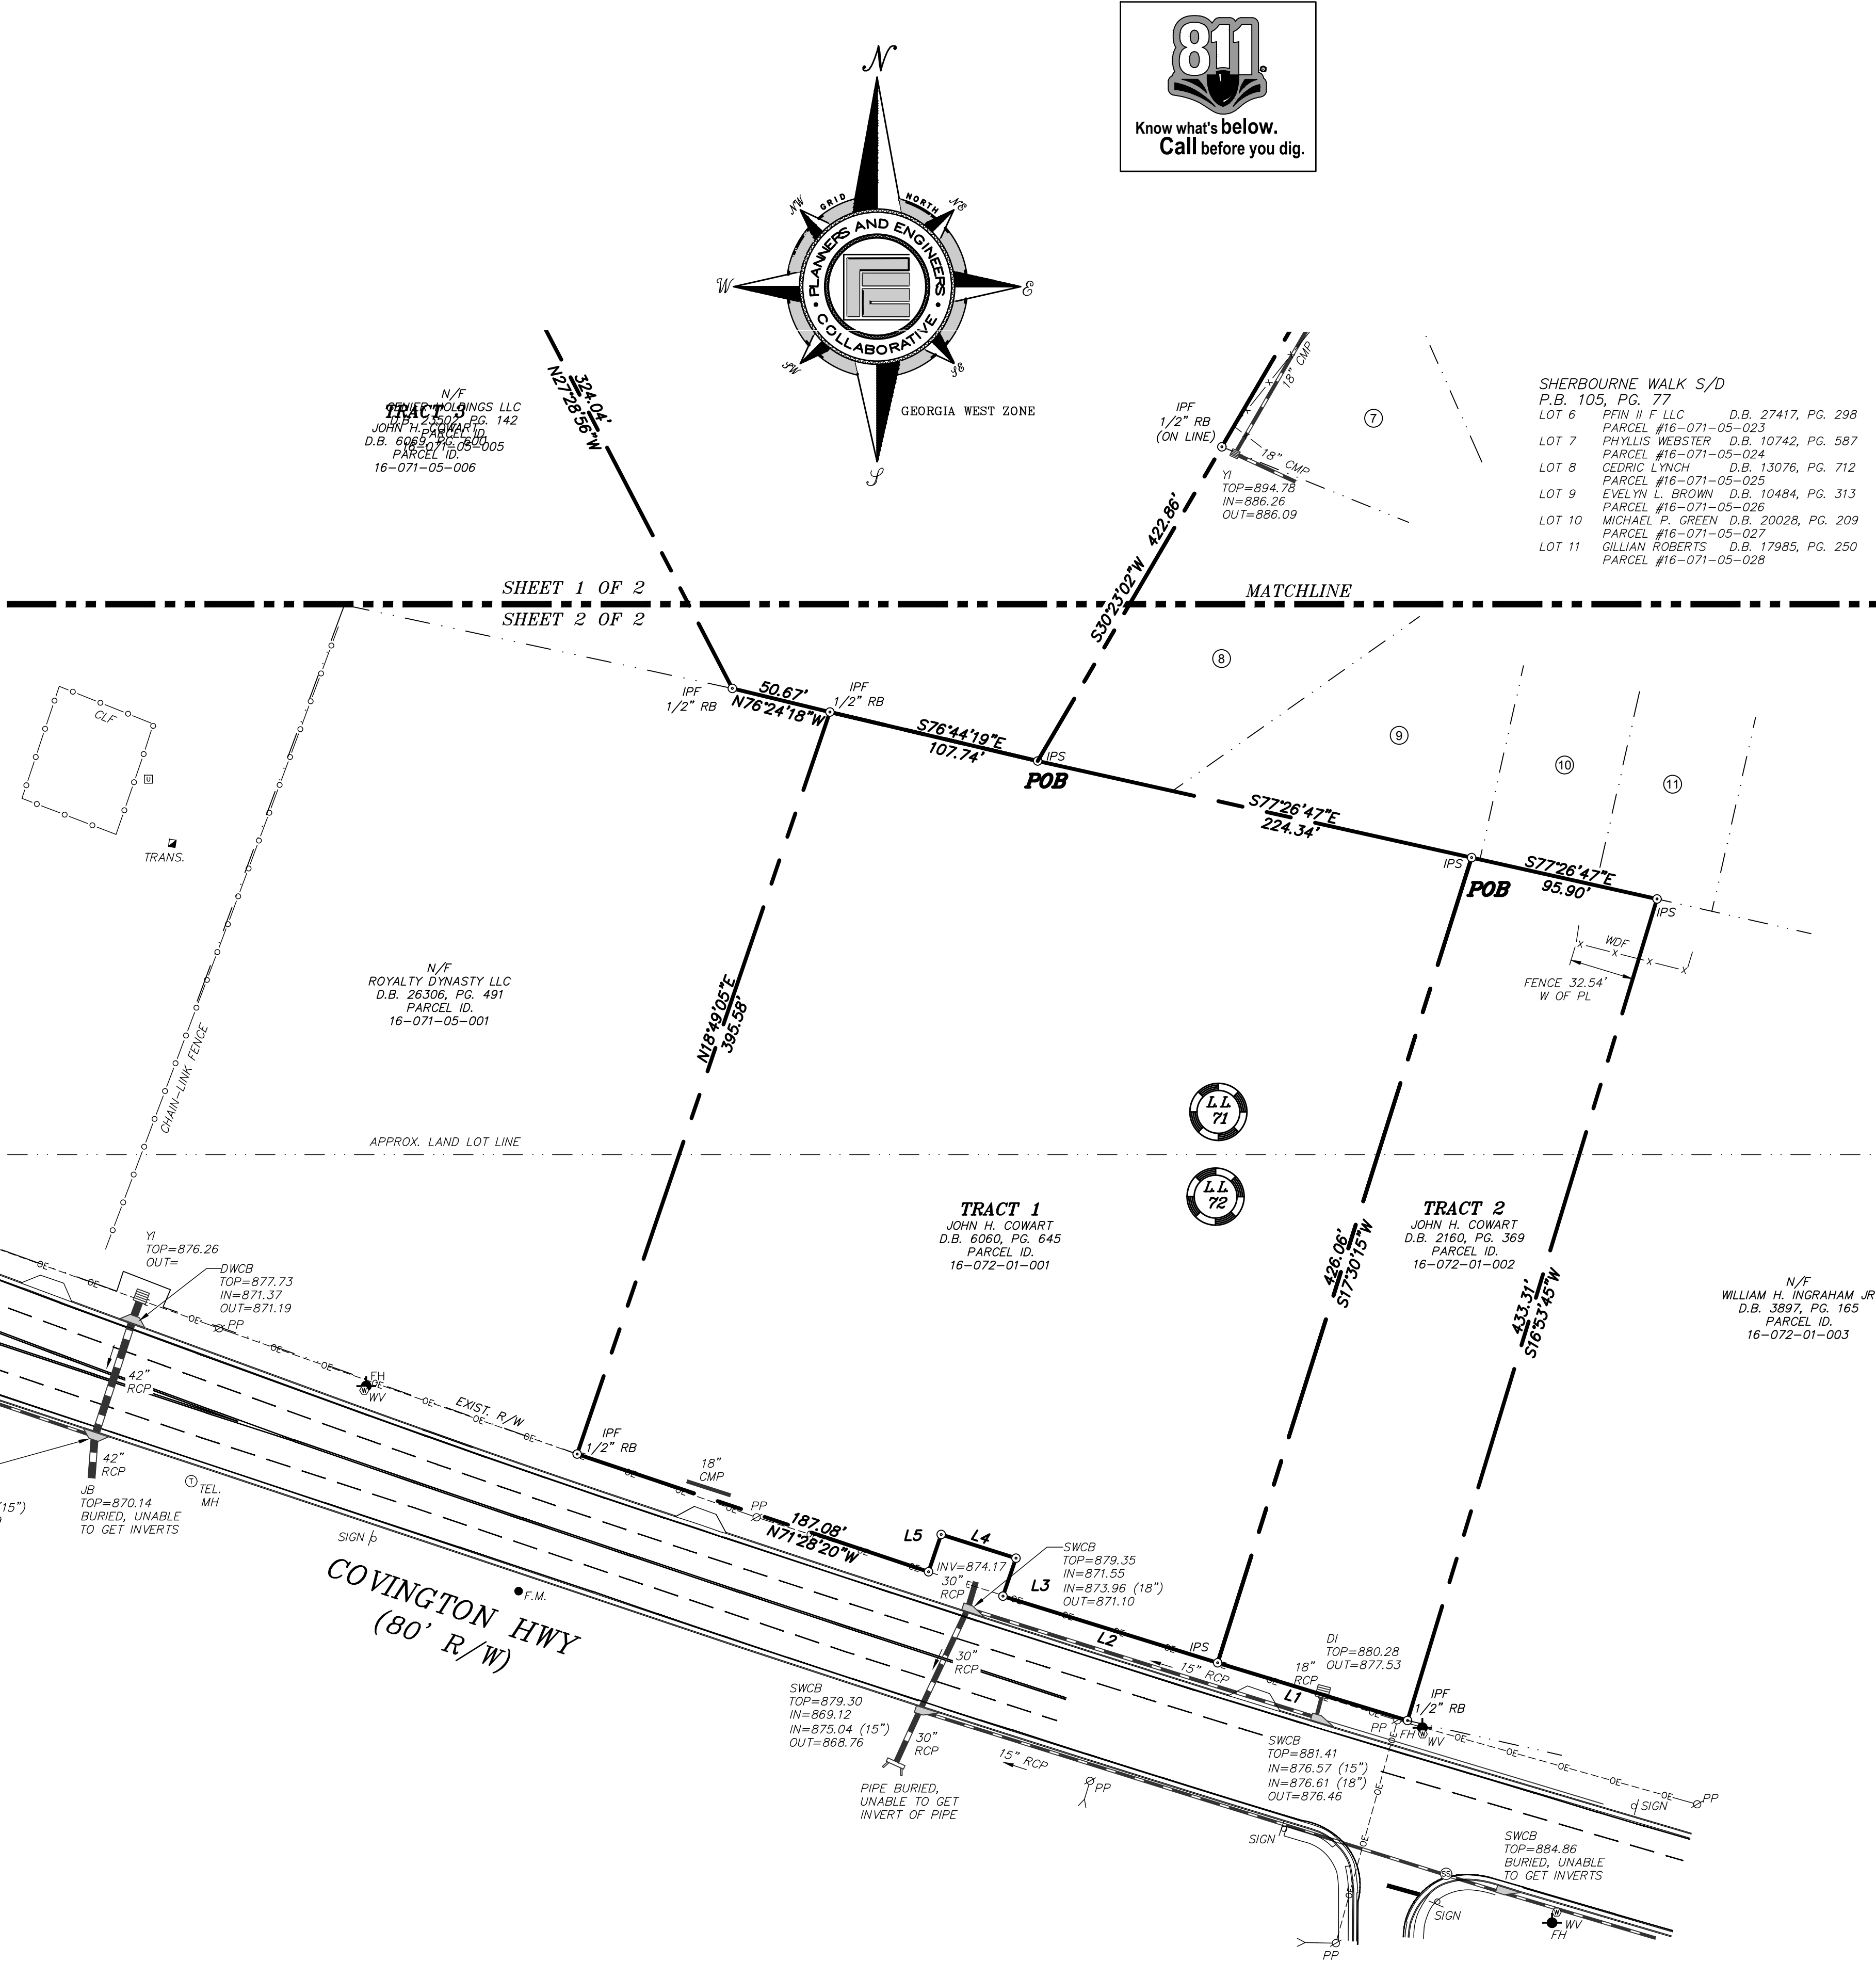 811
Know what's below.
Call before you dig.
N
NW
GRID
NORTH
NE
PLANNERS AND ENGINEERS
W
E
COLLABORATIVE
SW
SE
S
GEORGIA WEST ZONE
N/F
TRACT 3
D.B. 23502, PG. 142
JOHN H. COWART
PARCEL ID.
D.B. 6069, PG. 600
16-071-05-005
PARCEL ID.
16-071-05-006
324.04'
N27°28'56"W
IPF
1/2" RB
(ON LINE)
18" CMP
18" CMP
7
YI
TOP=894.78
IN=886.26
OUT=886.09
S30°23'02"W 422.86'
SHERBOURNE WALK S/D
P.B. 105, PG. 77
LOT 6 PFIN II F LLC D.B. 27417, PG. 298
PARCEL #16-071-05-023
LOT 7 PHYLLIS WEBSTER D.B. 10742, PG. 587
PARCEL #16-071-05-024
LOT 8 CEDRIC LYNCH D.B. 13076, PG. 712
PARCEL #16-071-05-025
LOT 9 EVELYN L. BROWN D.B. 10484, PG. 313
PARCEL #16-071-05-026
LOT 10 MICHAEL P. GREEN D.B. 20028, PG. 209
PARCEL #16-071-05-027
LOT 11 GILLIAN ROBERTS D.B. 17985, PG. 250
PARCEL #16-071-05-028
SHEET 1 OF 2
MATCHLINE
SHEET 2 OF 2
8
9
10
11
IPF
1/2" RB
50.67'
N76°24'18"W
IPF
1/2" RB
S76°44'19"E
107.74'
IPS
POB
S77°26'47"E
224.34'
IPS
POB
S77°26'47"E
95.90'
IPS
CLF
U
TRANS.
WDF
FENCE 32.54'
W OF PL
N/F
ROYALTY DYNASTY LLC
D.B. 26306, PG. 491
PARCEL ID.
16-071-05-001
CHAIN-LINK FENCE
N18°49'05"E
395.58'
L.L.
71
APPROX. LAND LOT LINE
L.L.
72
TRACT 1
JOHN H. COWART
D.B. 6060, PG. 645
PARCEL ID.
16-072-01-001
TRACT 2
JOHN H. COWART
D.B. 2160, PG. 369
PARCEL ID.
16-072-01-002
426.06'
S17°30'15"W
433.31'
S16°53'45"W
N/F
WILLIAM H. INGRAHAM JR
D.B. 3897, PG. 165
PARCEL ID.
16-072-01-003
YI
TOP=876.26
OUT=
DWCB
TOP=877.73
IN=871.37
OUT=871.19
PP
42"
RCP
FH
WV
EXIST. R/W
IPF
1/2" RB
42"
RCP
JB
TOP=870.14
BURIED, UNABLE
TO GET INVERTS
T
TEL.
MH
15")
SIGN
18"
CMP
PP
187.08'
N71°28'20"W
L5
L4
INV=874.17
30"
RCP
L3
SWCB
TOP=879.35
IN=871.55
IN=873.96 (18")
OUT=871.10
F.M.
COVINGTON HWY
(80' R/W)
L2
IPS
15" RCP
30"
RCP
18"
RCP
L1
DI
TOP=880.28
OUT=877.53
IPF
1/2" RB
PP
FH
WV
SWCB
TOP=879.30
IN=869.12
IN=875.04 (15")
OUT=868.76
30"
RCP
15" RCP
PP
PIPE BURIED,
UNABLE TO GET
INVERT OF PIPE
SWCB
TOP=881.41
IN=876.57 (15")
IN=876.61 (18")
OUT=876.46
SIGN
SIGN
PP
SWCB
TOP=884.86
BURIED, UNABLE
TO GET INVERTS
SS
SIGN
WV
FH
PP